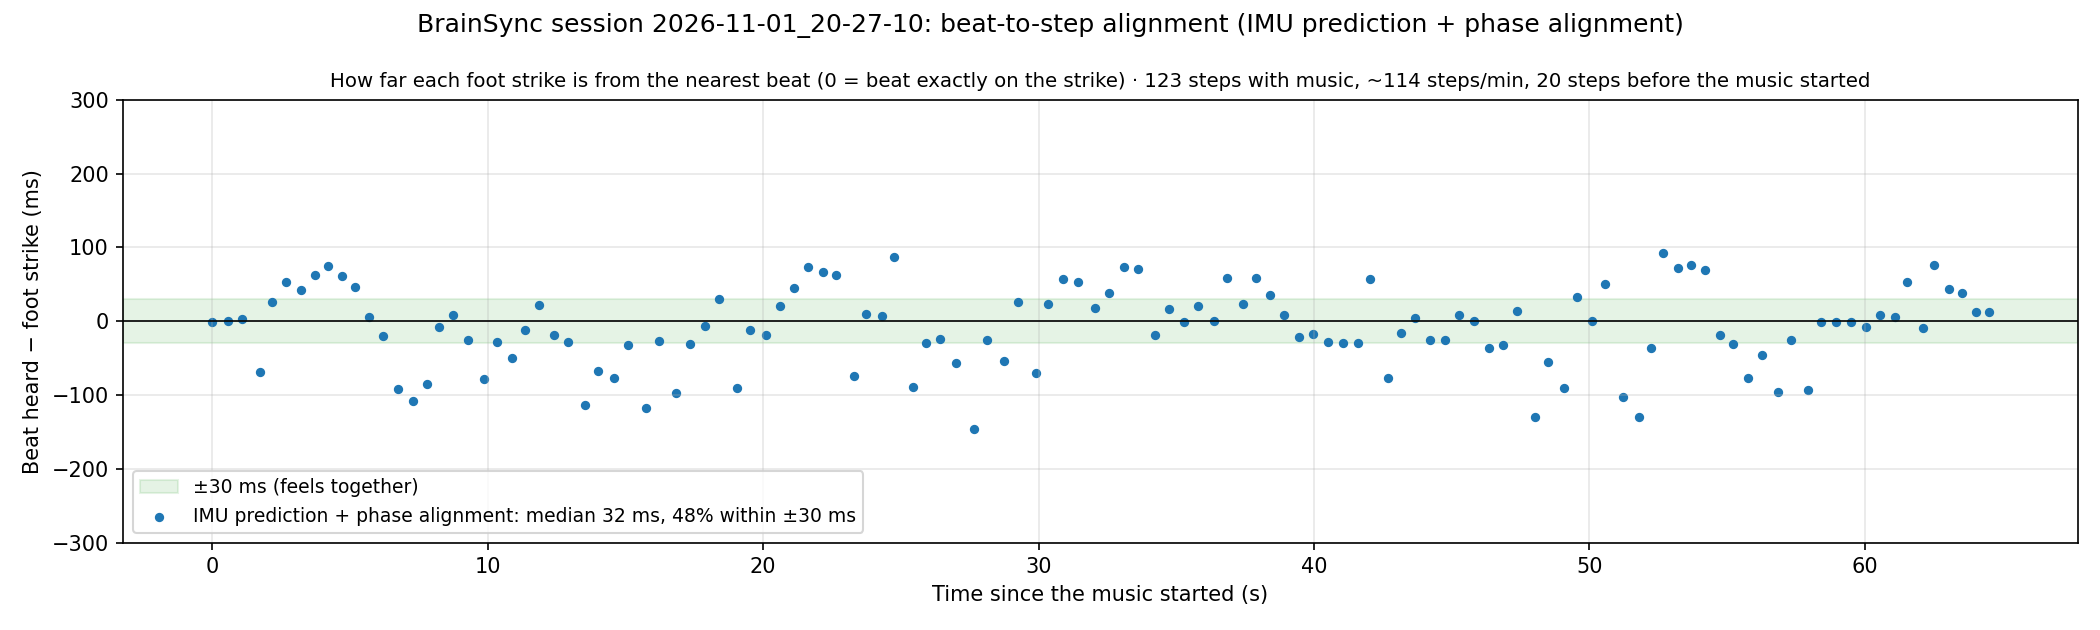 BrainSync session 2026-11-01_20-27-10: beat-to-step alignment (IMU prediction + phase alignment)
How far each foot strike is from the nearest beat (0 = beat exactly on the strike) · 123 steps with music, ~114 steps/min, 20 steps before the music started
Beat heard − foot strike (ms)
300
200
100
0
−100
−200
−300
±30 ms (feels together)
IMU prediction + phase alignment: median 32 ms, 48% within ±30 ms
0 10 20 30 40 50 60
Time since the music started (s)